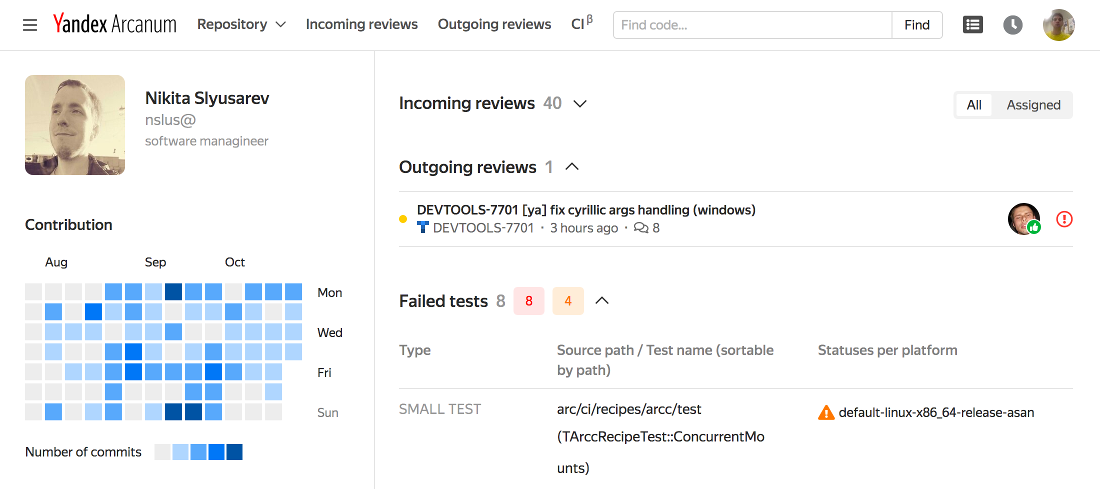 Yandex Arcanum
Repository
Incoming reviews
Outgoing reviews
CI β
Find code...
Find
Nikita Slyusarev
nslus@
software managineer
Contribution
Aug Sep Oct
Mon
Wed
Fri
Sun
Number of commits
Incoming reviews 40
All Assigned
Outgoing reviews 1
DEVTOOLS-7701 [ya] fix cyrillic args handling (windows)
DEVTOOLS-7701 · 3 hours ago · 8
Failed tests 8 8 4
Type
Source path / Test name (sortable
by path)
Statuses per platform
SMALL TEST
arc/ci/recipes/arcc/test
(TArccRecipeTest::ConcurrentMo
unts)
default-linux-x86_64-release-asan